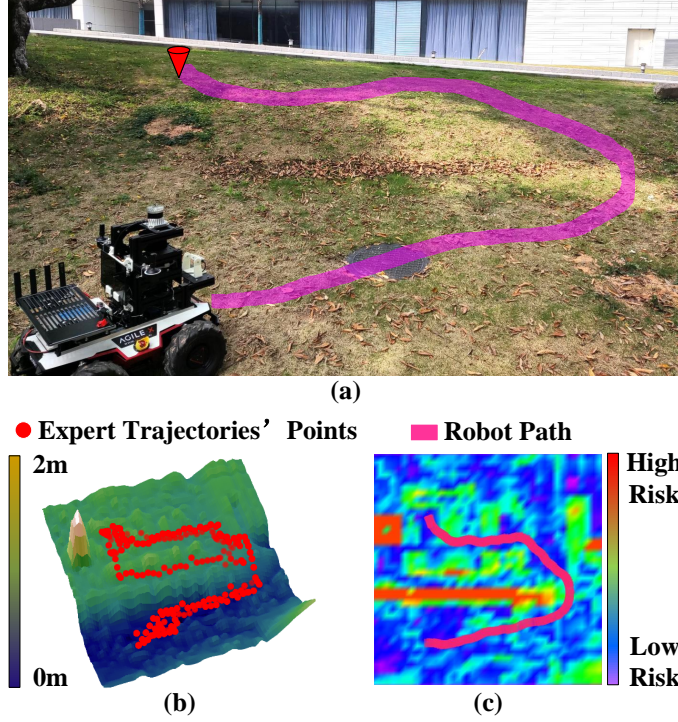 AGILE
(a)
Expert Trajectories’ Points
Robot Path
2m
0m
High
Risk
Low
Risk
(b)
(c)